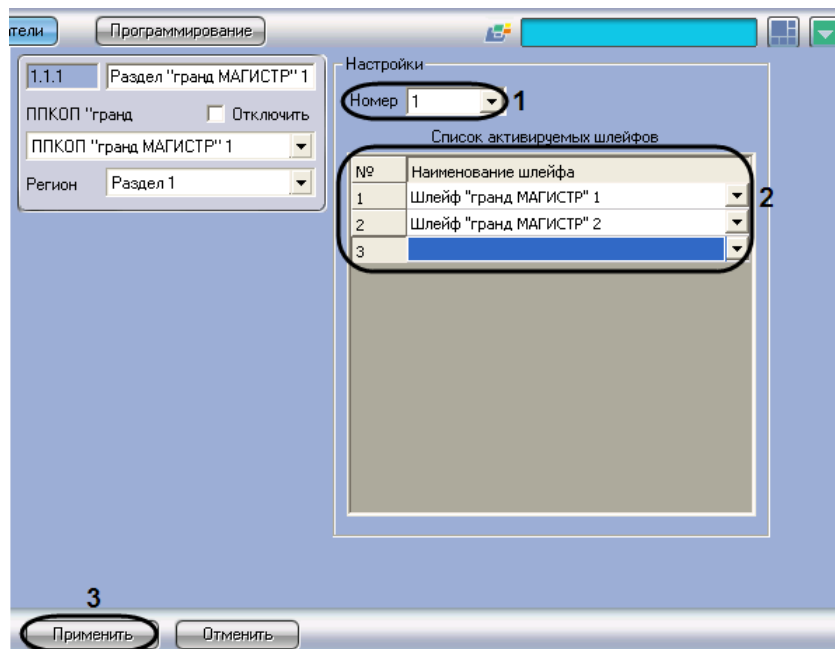 тели
Программирование
1.1.1 Раздел "гранд МАГИСТР" 1
ППКОП "гранд Отключить
ППКОП "гранд МАГИСТР" 1
Регион Раздел 1
Настройки
Номер 1 1
Список активируемых шлейфов
№ Наименование шлейфа
1 Шлейф "гранд МАГИСТР" 1
2 Шлейф "гранд МАГИСТР" 2
2
3
3
Применить Отменить